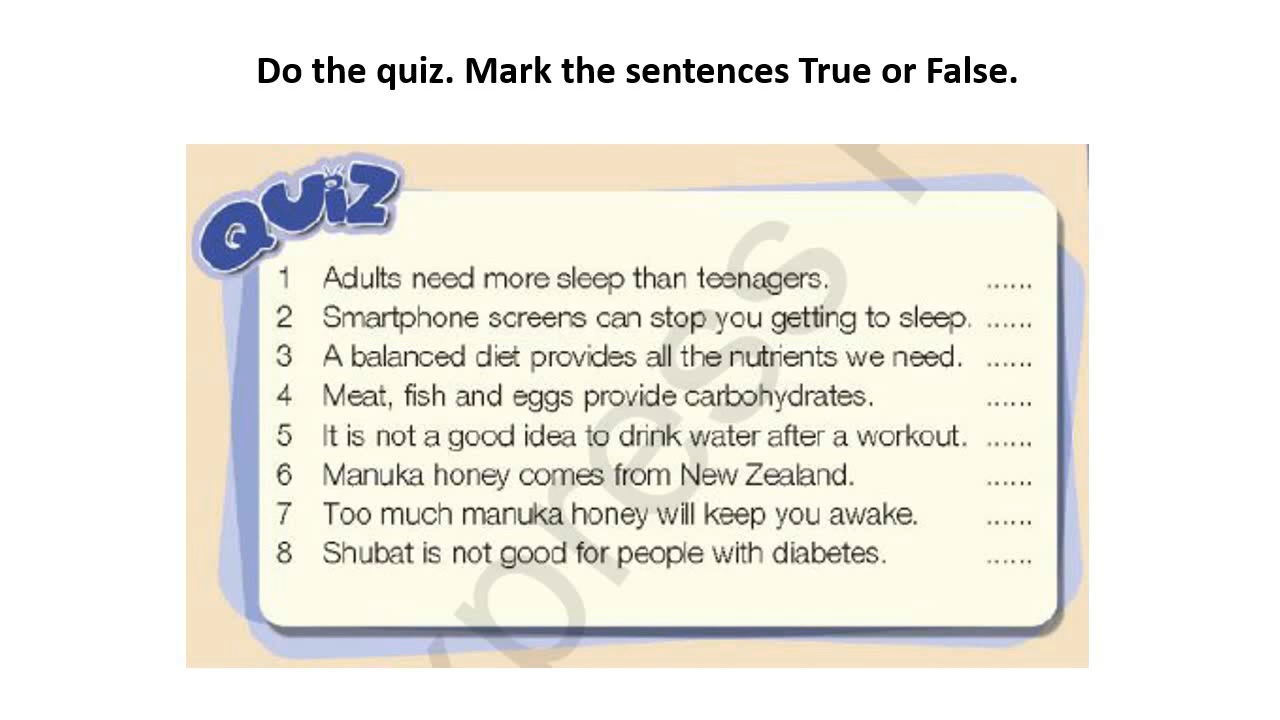 Do the quiz. Mark the sentences True or False.
QUIZ
1 Adults need more sleep than teenagers. ......
2 Smartphone screens can stop you getting to sleep. ......
3 A balanced diet provides all the nutrients we need. ......
4 Meat, fish and eggs provide carbohydrates. ......
5 It is not a good idea to drink water after a workout. ......
6 Manuka honey comes from New Zealand. ......
7 Too much manuka honey will keep you awake. ......
8 Shubat is not good for people with diabetes. ......